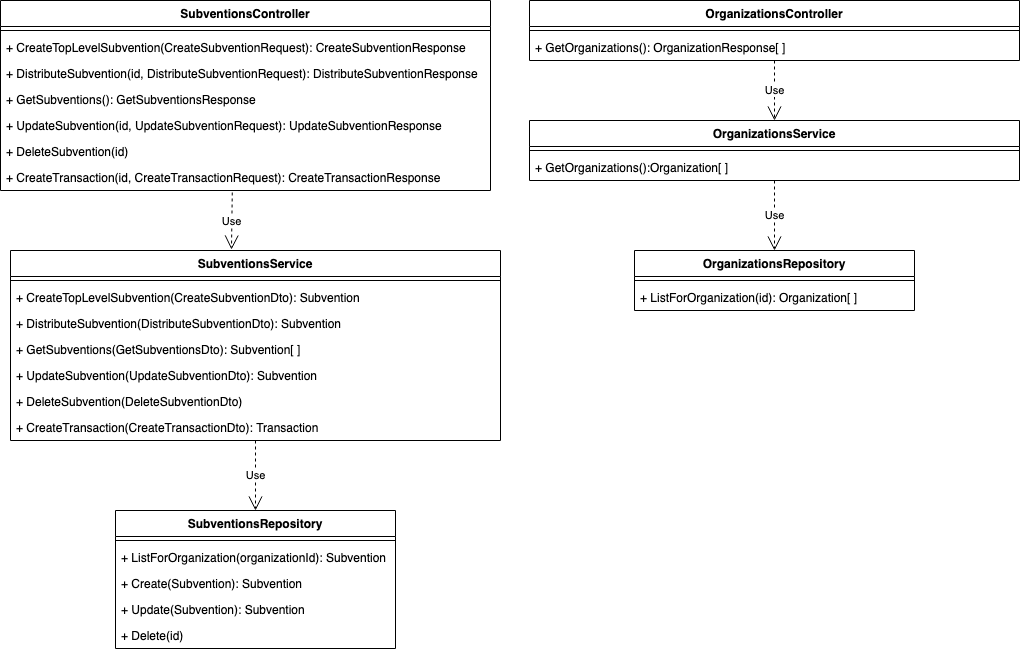 SubventionsController
+ CreateTopLevelSubvention(CreateSubventionRequest): CreateSubventionResponse
+ DistributeSubvention(id, DistributeSubventionRequest): DistributeSubventionResponse
+ GetSubventions(): GetSubventionsResponse
+ UpdateSubvention(id, UpdateSubventionRequest): UpdateSubventionResponse
+ DeleteSubvention(id)
+ CreateTransaction(id, CreateTransactionRequest): CreateTransactionResponse
Use
SubventionsService
+ CreateTopLevelSubvention(CreateSubventionDto): Subvention
+ DistributeSubvention(DistributeSubventionDto): Subvention
+ GetSubventions(GetSubventionsDto): Subvention[ ]
+ UpdateSubvention(UpdateSubventionDto): Subvention
+ DeleteSubvention(DeleteSubventionDto)
+ CreateTransaction(CreateTransactionDto): Transaction
Use
SubventionsRepository
+ ListForOrganization(organizationId): Subvention
+ Create(Subvention): Subvention
+ Update(Subvention): Subvention
+ Delete(id)
OrganizationsController
+ GetOrganizations(): OrganizationResponse[ ]
Use
OrganizationsService
+ GetOrganizations():Organization[ ]
Use
OrganizationsRepository
+ ListForOrganization(id): Organization[ ]